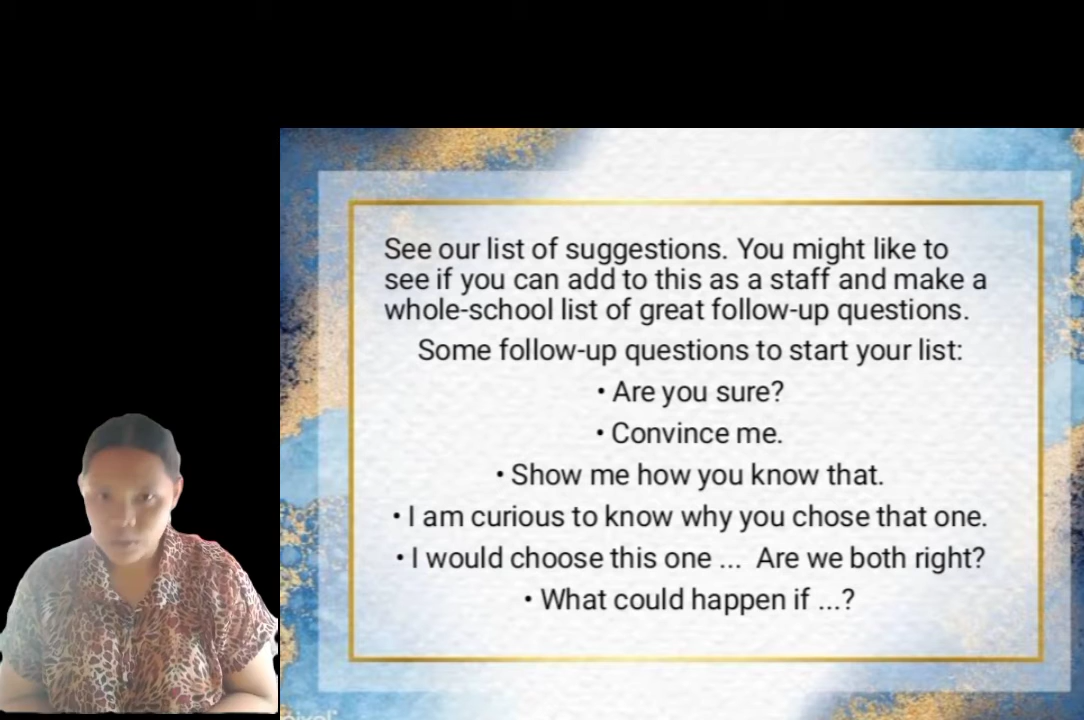 See our list of suggestions. You might like to
see if you can add to this as a staff and make a
whole-school list of great follow-up questions.
Some follow-up questions to start your list:
• Are you sure?
• Convince me.
• Show me how you know that.
• I am curious to know why you chose that one.
• I would choose this one ... Are we both right?
• What could happen if ...?